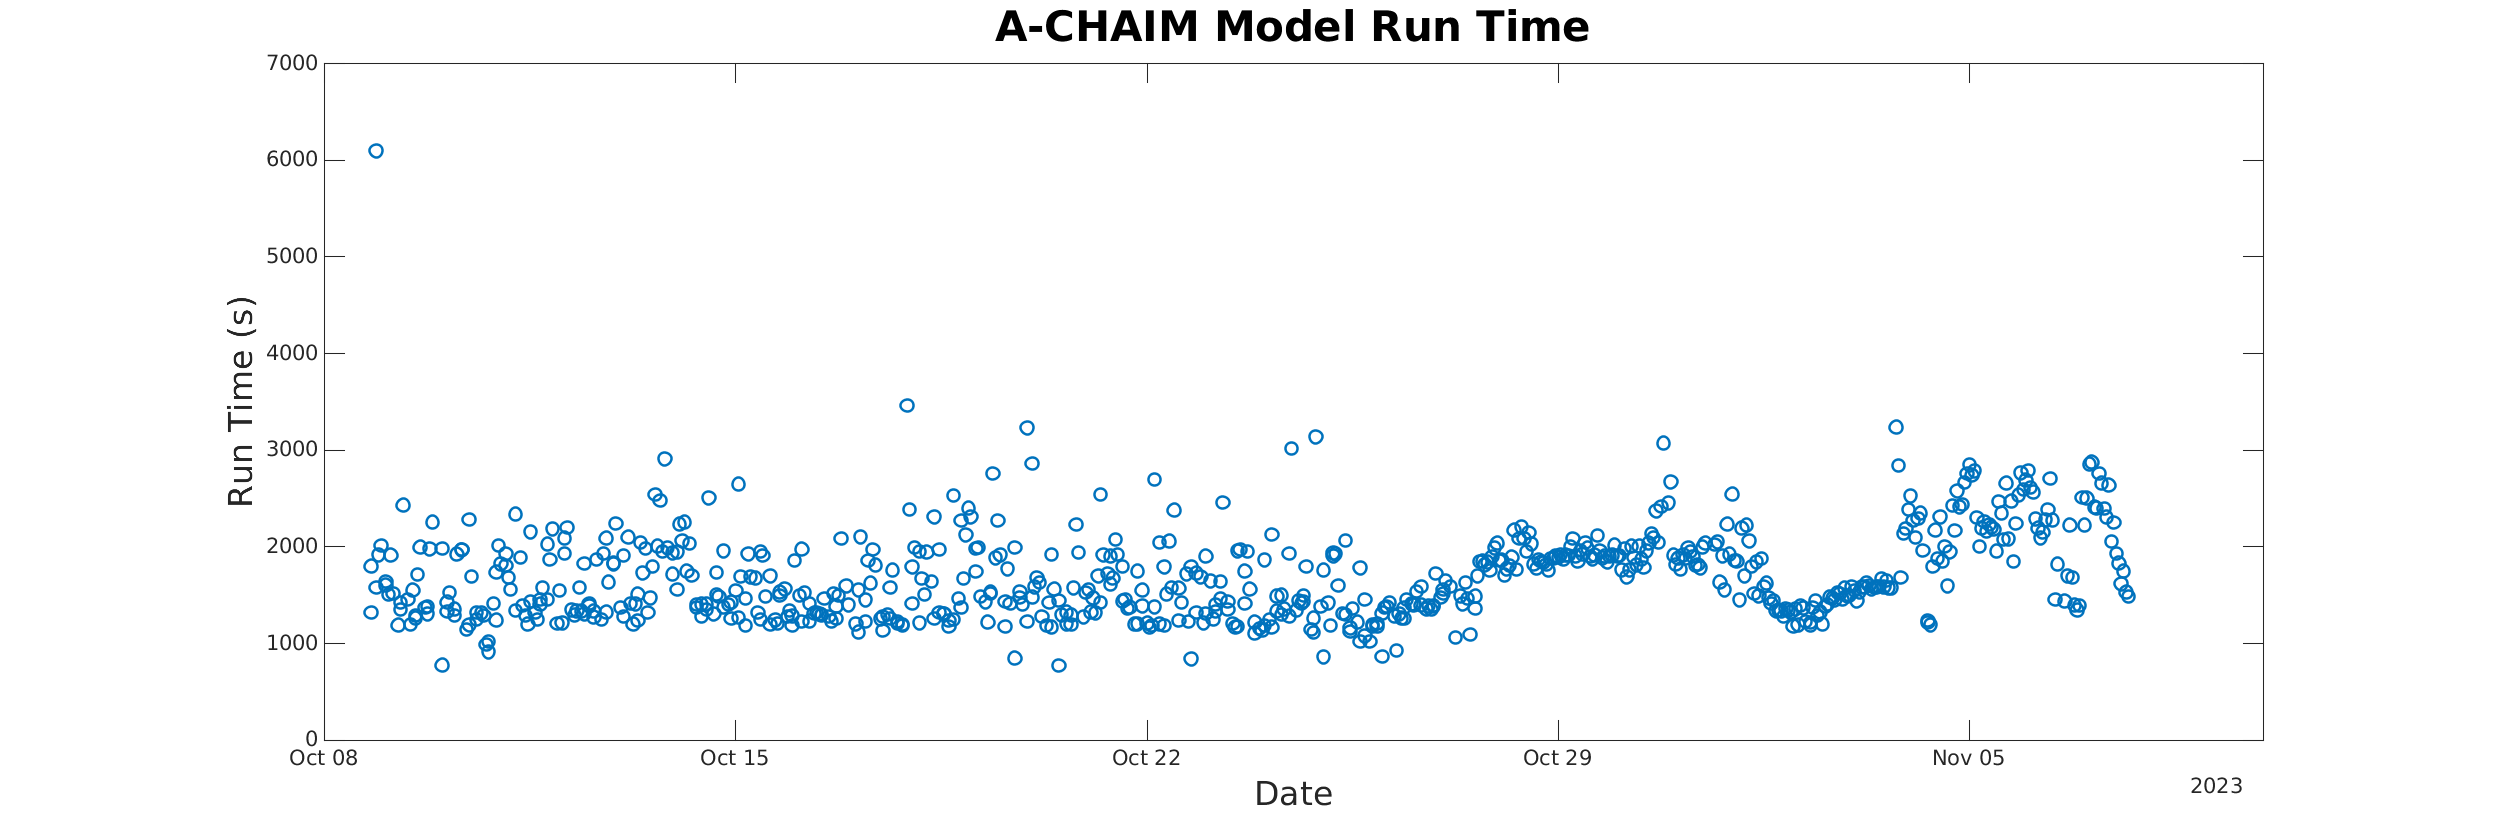 A-CHAIM Model Run Time
7000
6000
5000
4000
3000
2000
1000
0
Run Time (s)
Oct 08 Oct 15 Oct 22 Oct 29 Nov 05
2023
Date